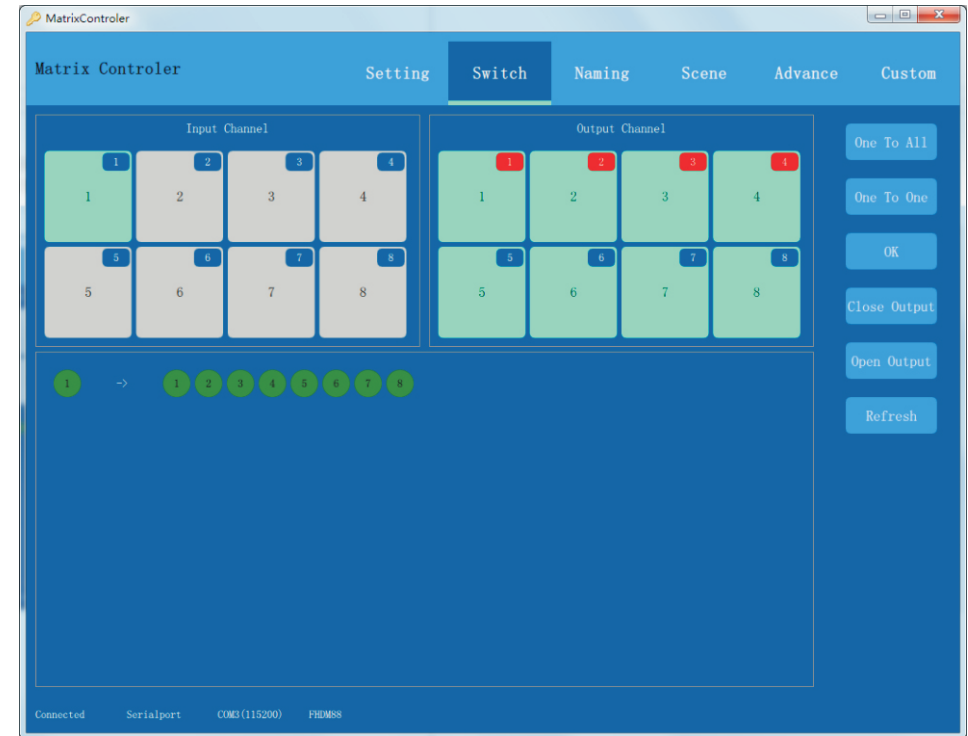 MatrixControler
Matrix Controler
Setting Switch Naming Scene Advance Custom
Input Channel
1 2 3 4
1 2 3 4
5 6 7 8
5 6 7 8
Output Channel
1 2 3 4
1 2 3 4
5 6 7 8
5 6 7 8
One To All
One To One
OK
Close Output
Open Output
Refresh
1 -> 1 2 3 4 5 6 7 8
Connected Serialport COM3(115200) FHDM88